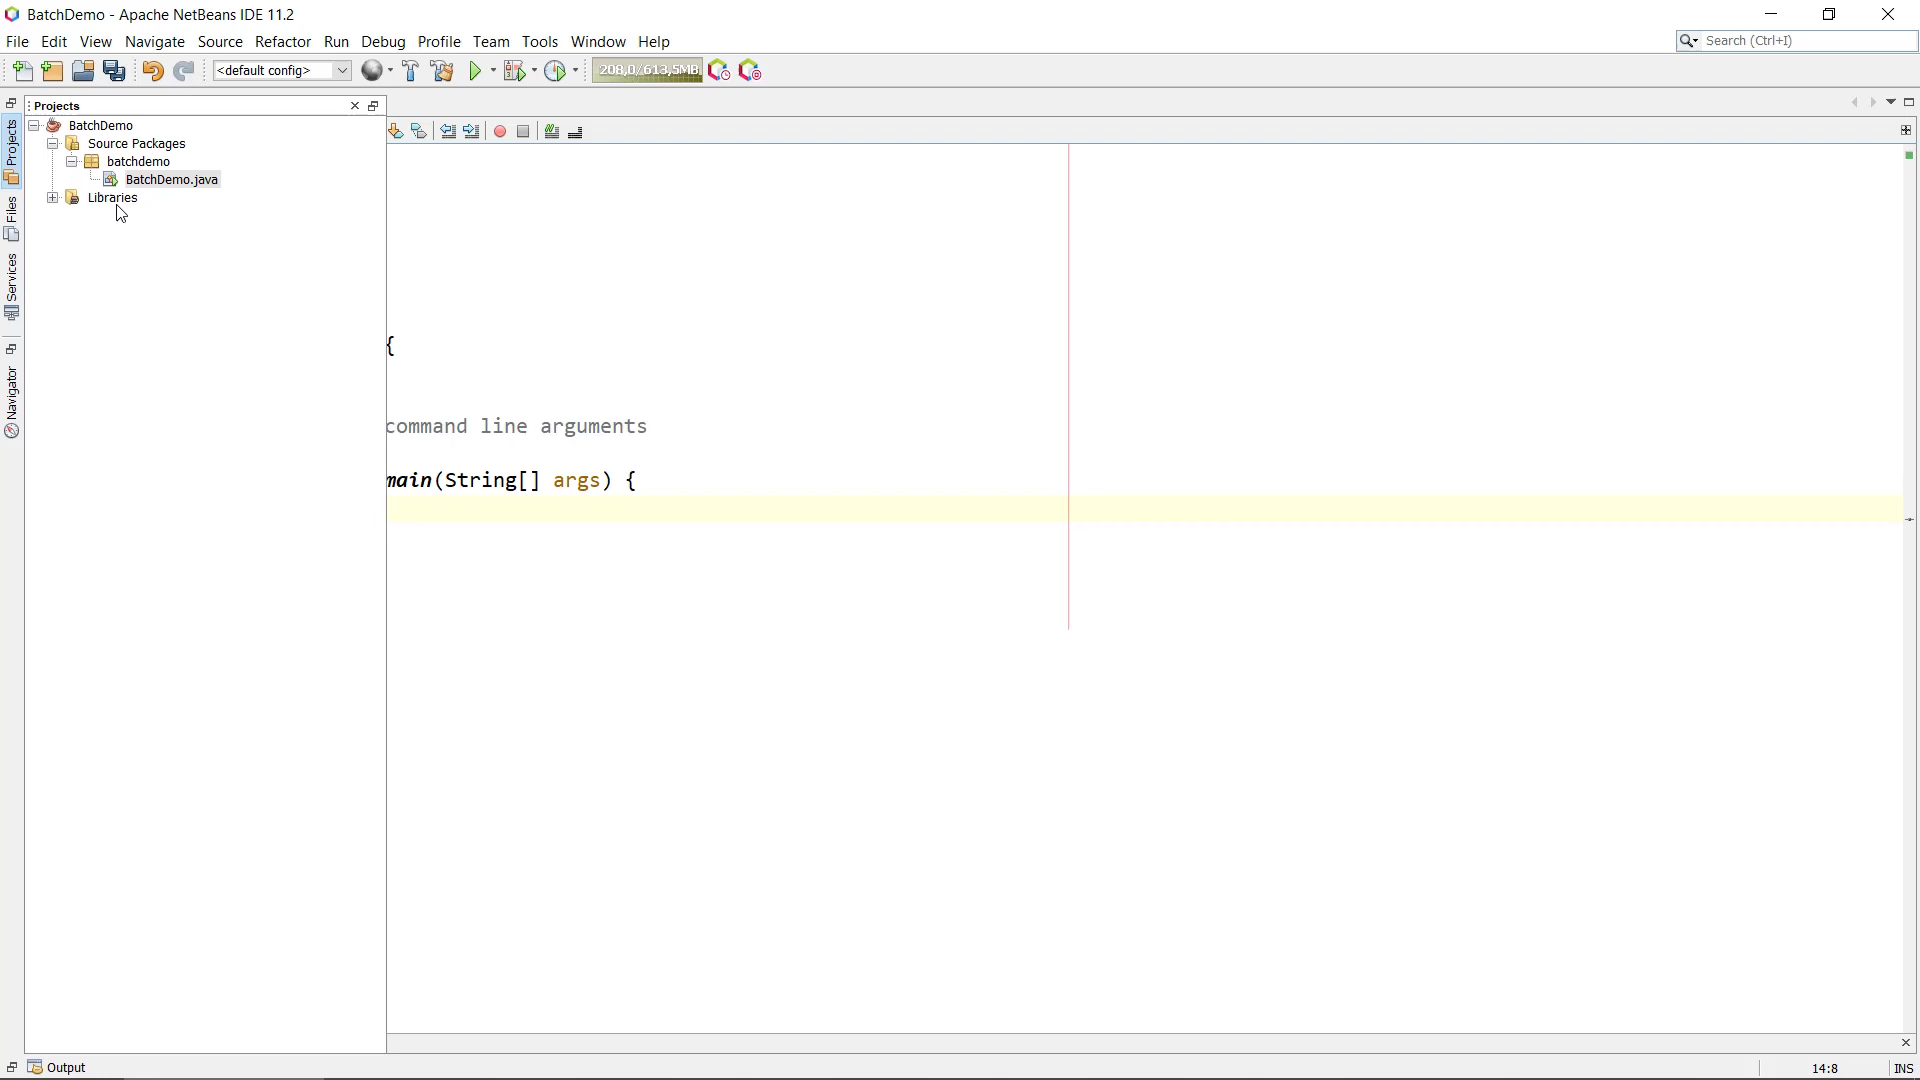 BatchDemo - Apache NetBeans IDE 11.2
File Edit View Navigate Source Refactor Run Debug Profile Team Tools Window Help
Search (Ctrl+I)
<default config>
208,0/613,5MB
Projects
Projects
Files
Services
Navigator
BatchDemo
Source Packages
batchdemo
BatchDemo.java
Libraries
{
command line arguments
main(String[] args) {
Output
14:8
INS